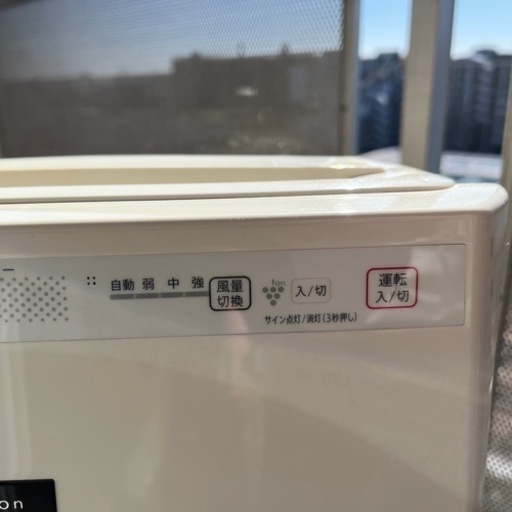 自動 弱 中 強
風量
切換
ion
入/切
サイン点灯/消灯(3秒押し)
運転
入/切
on